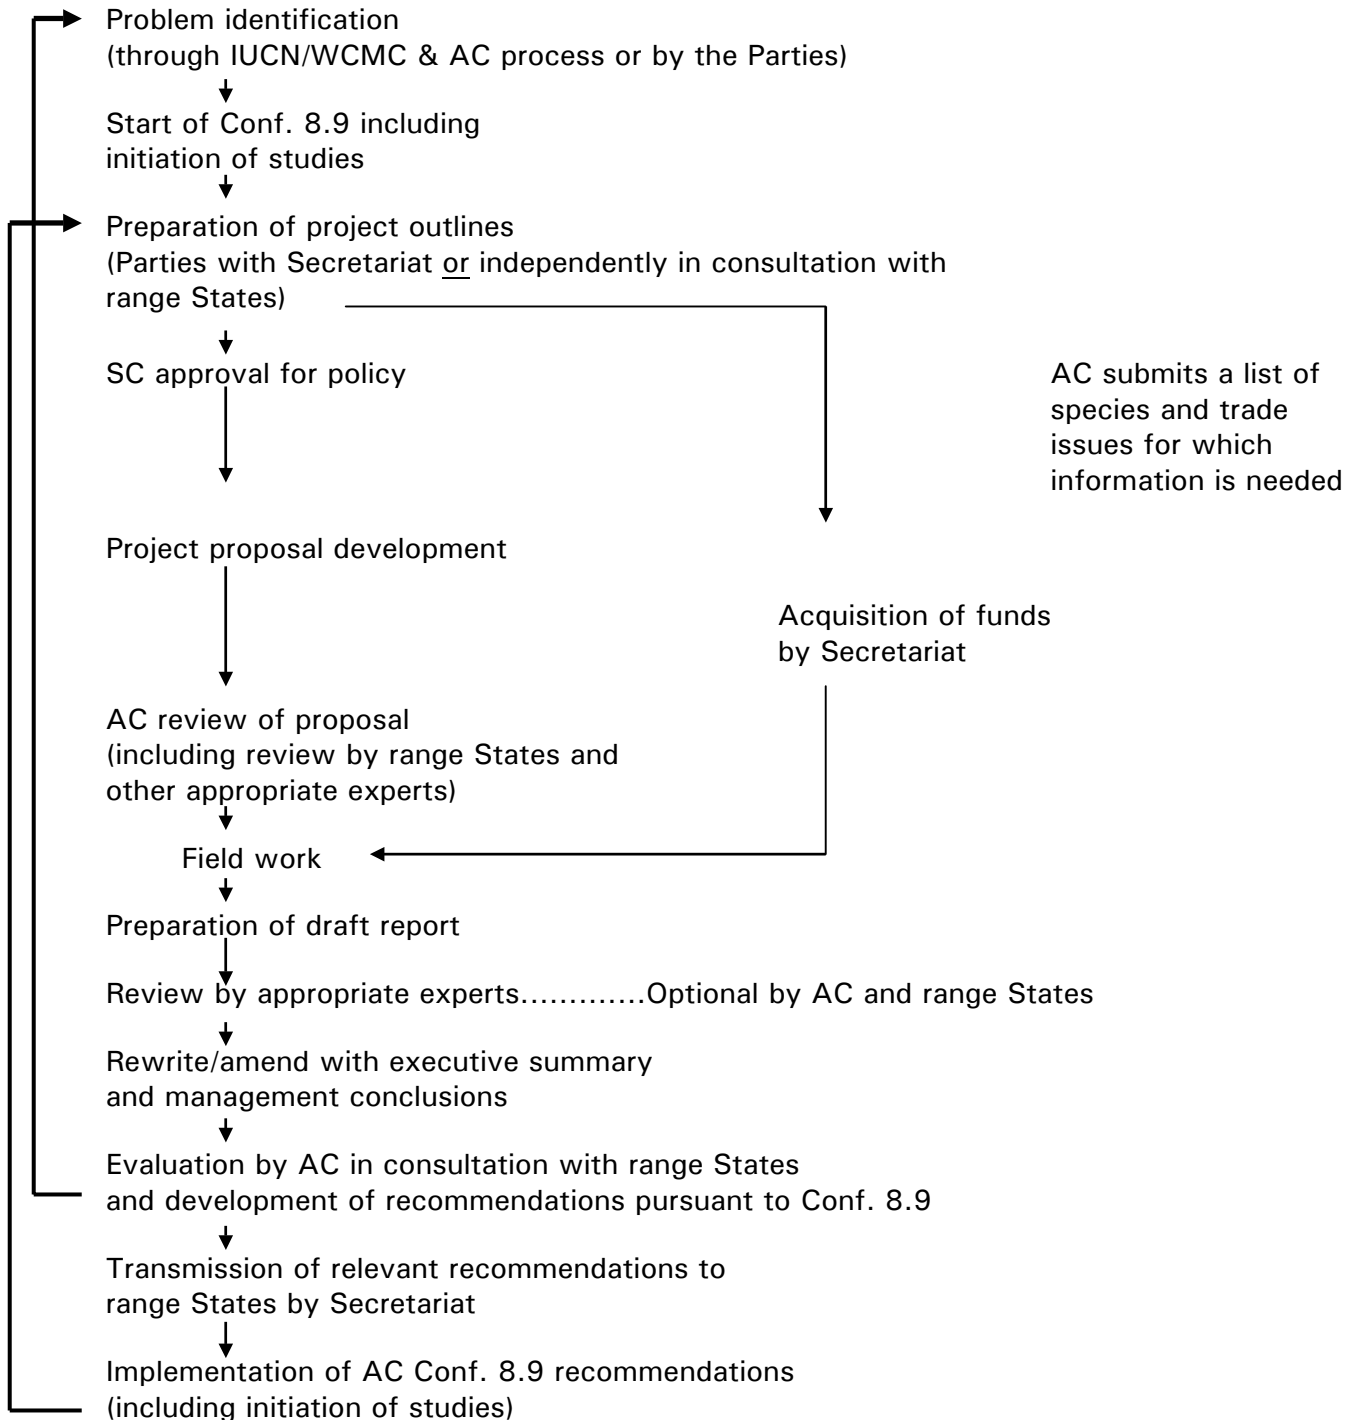 Problem identification
(through IUCN/WCMC & AC process or by the Parties)
Start of Conf. 8.9 including
initiation of studies
Preparation of project outlines
(Parties with Secretariat or independently in consultation with
range States)
SC approval for policy
AC submits a list of
species and trade
issues for which
information is needed
Project proposal development
Acquisition of funds
by Secretariat
AC review of proposal
(including review by range States and
other appropriate experts)
Field work
Preparation of draft report
Review by appropriate experts.............Optional by AC and range States
Rewrite/amend with executive summary
and management conclusions
Evaluation by AC in consultation with range States
and development of recommendations pursuant to Conf. 8.9
Transmission of relevant recommendations to
range States by Secretariat
Implementation of AC Conf. 8.9 recommendations
(including initiation of studies)